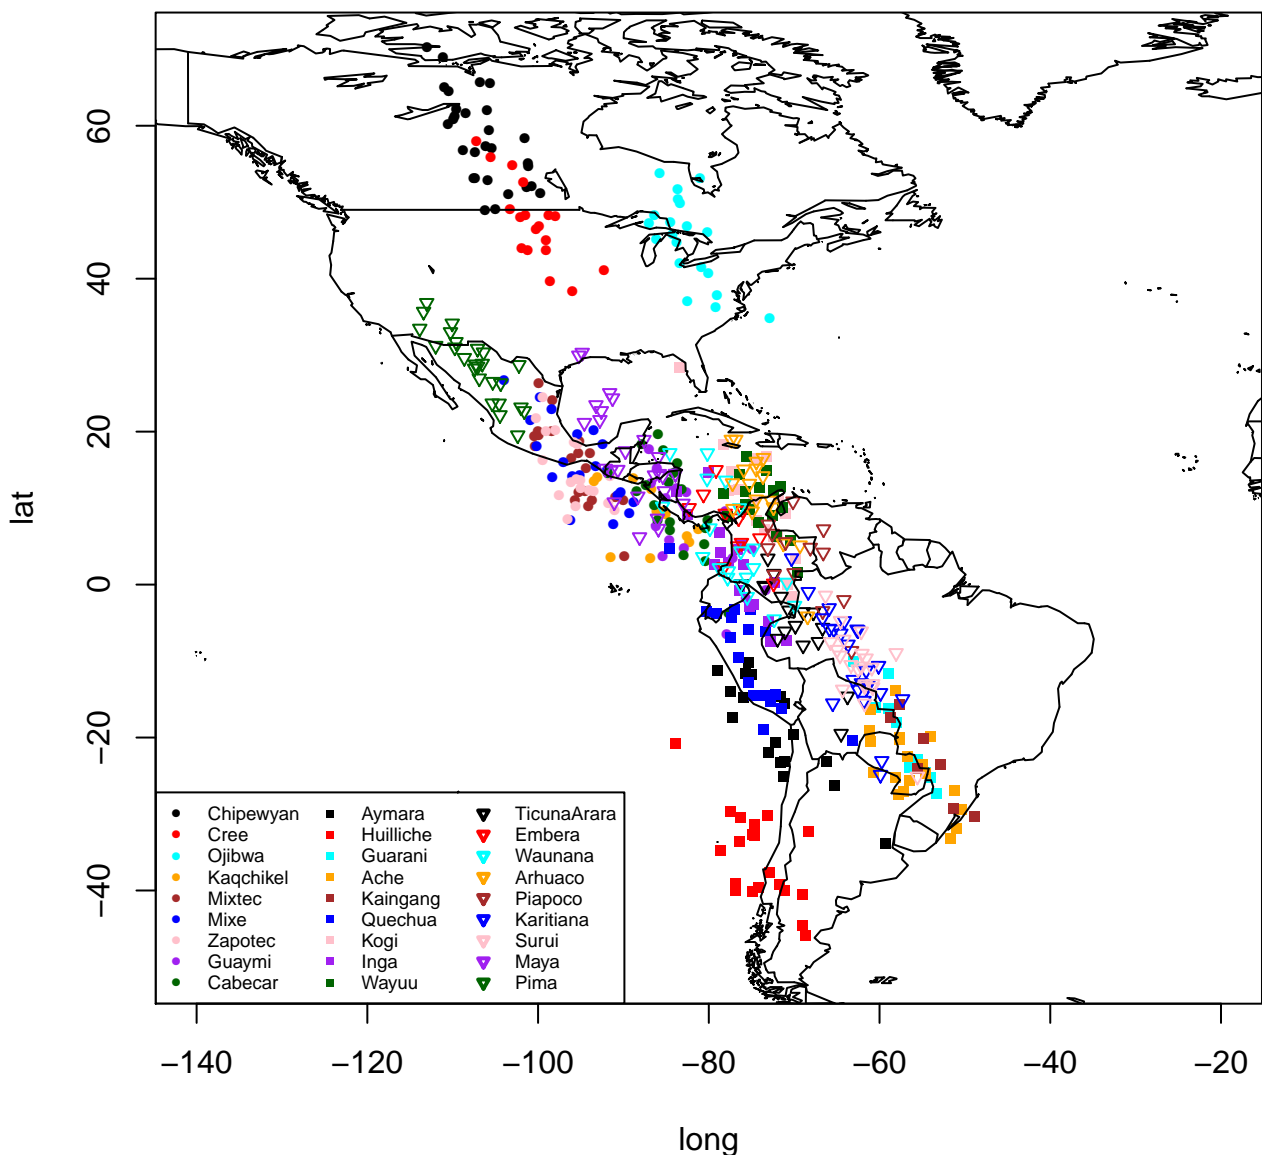 60
40
20
0
−20
−40
lat
Chipewyan Aymara TicunaArara
Cree Huilliche Embera
Ojibwa Guarani Waunana
Kaqchikel Ache Arhuaco
Mixtec Kaingang Piapoco
Mixe Quechua Karitiana
Zapotec Kogi Surui
Guaymi Inga Maya
Cabecar Wayuu Pima
−140 −120 −100 −80 −60 −40 −20
long